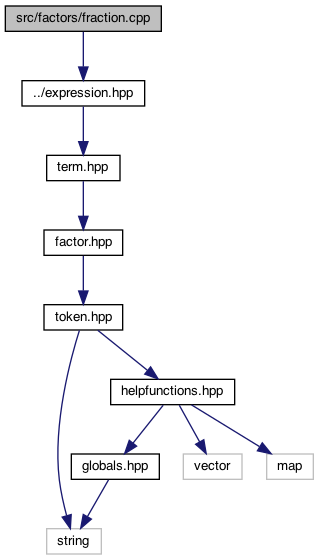 src/factors/fraction.cpp
../expression.hpp
term.hpp
factor.hpp
token.hpp
helpfunctions.hpp
globals.hpp
vector
map
string